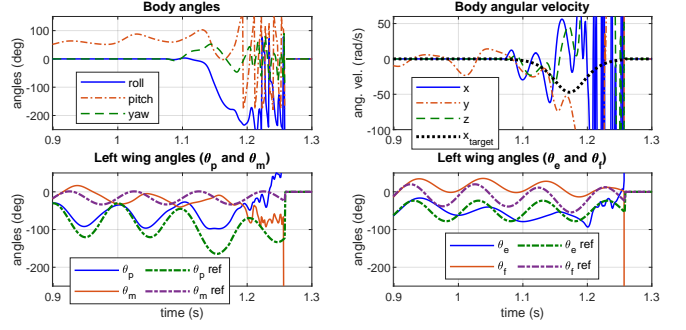 Body angles
angles (deg)
100
0
-100
-200
roll
pitch
yaw
0.9
1
1.1
1.2
1.3
Body angular velocity
ang. vel. (rad/s)
50
0
-50
-100
x
y
z
x_target
0.9
1
1.1
1.2
1.3
Left wing angles (θ_p and θ_m)
angles (deg)
0
-100
-200
θ_p
θ_m
θ_p ref
θ_m ref
0.9
1
1.1
1.2
1.3
time (s)
Left wing angles (θ_e and θ_f)
angles (deg)
0
-100
-200
θ_e
θ_f
θ_e ref
θ_f ref
0.9
1
1.1
1.2
1.3
time (s)